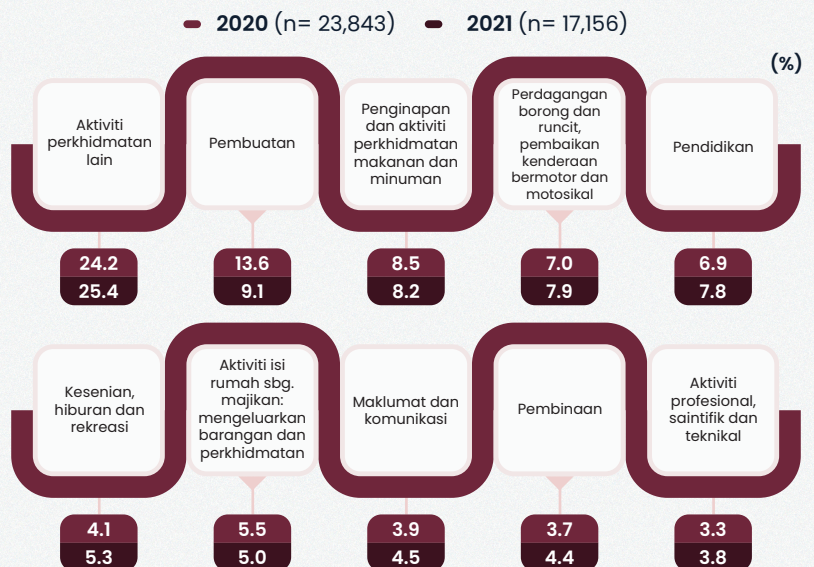 2020 (n= 23,843) 2021 (n= 17,156)
(%)
Aktiviti
perkhidmatan
lain
Pembuatan
Penginapan
dan aktiviti
perkhidmatan
makanan dan
minuman
Perdagangan
borong dan
runcit,
pembaikan
kenderaan
bermotor dan
motosikal
Pendidikan
24.2
25.4
13.6
9.1
8.5
8.2
7.0
7.9
6.9
7.8
Kesenian,
hiburan dan
rekreasi
Aktiviti isi
rumah sbg.
majikan:
mengeluarkan
barangan dan
perkhidmatan
Maklumat dan
komunikasi
Pembinaan
Aktiviti
profesional,
saintifik dan
teknikal
4.1
5.3
5.5
5.0
3.9
4.5
3.7
4.4
3.3
3.8